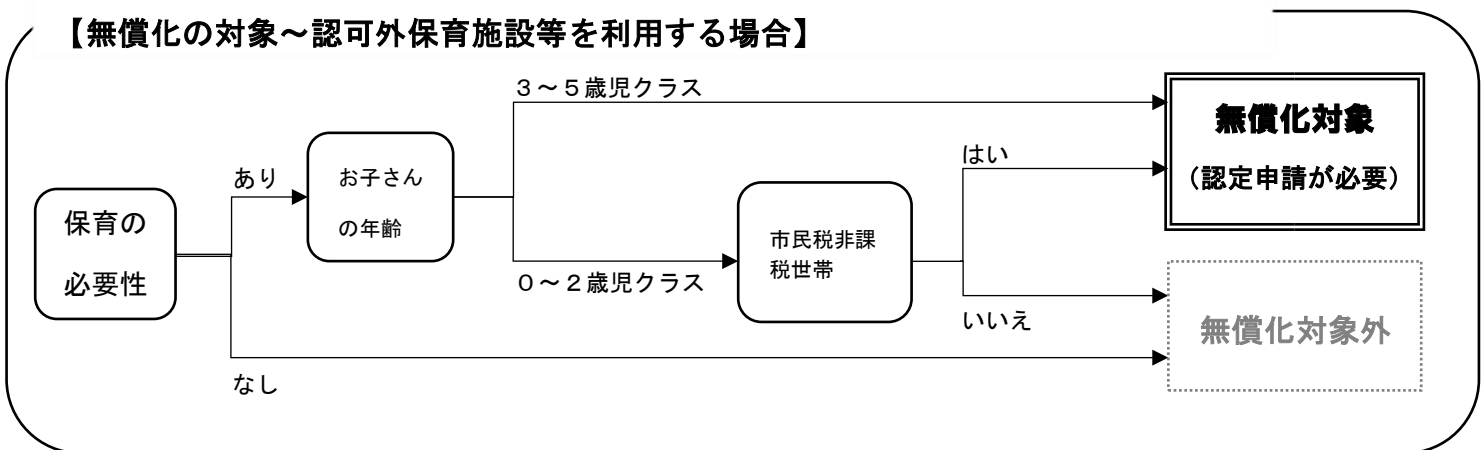 【無償化の対象～認可外保育施設等を利用する場合】
３～５歳児クラス
無償化対象
（認定申請が必要）
はい
あり
お子さん
の年齢
保育の
必要性
市民税非課
税世帯
０～２歳児クラス
いいえ
無償化対象外
なし